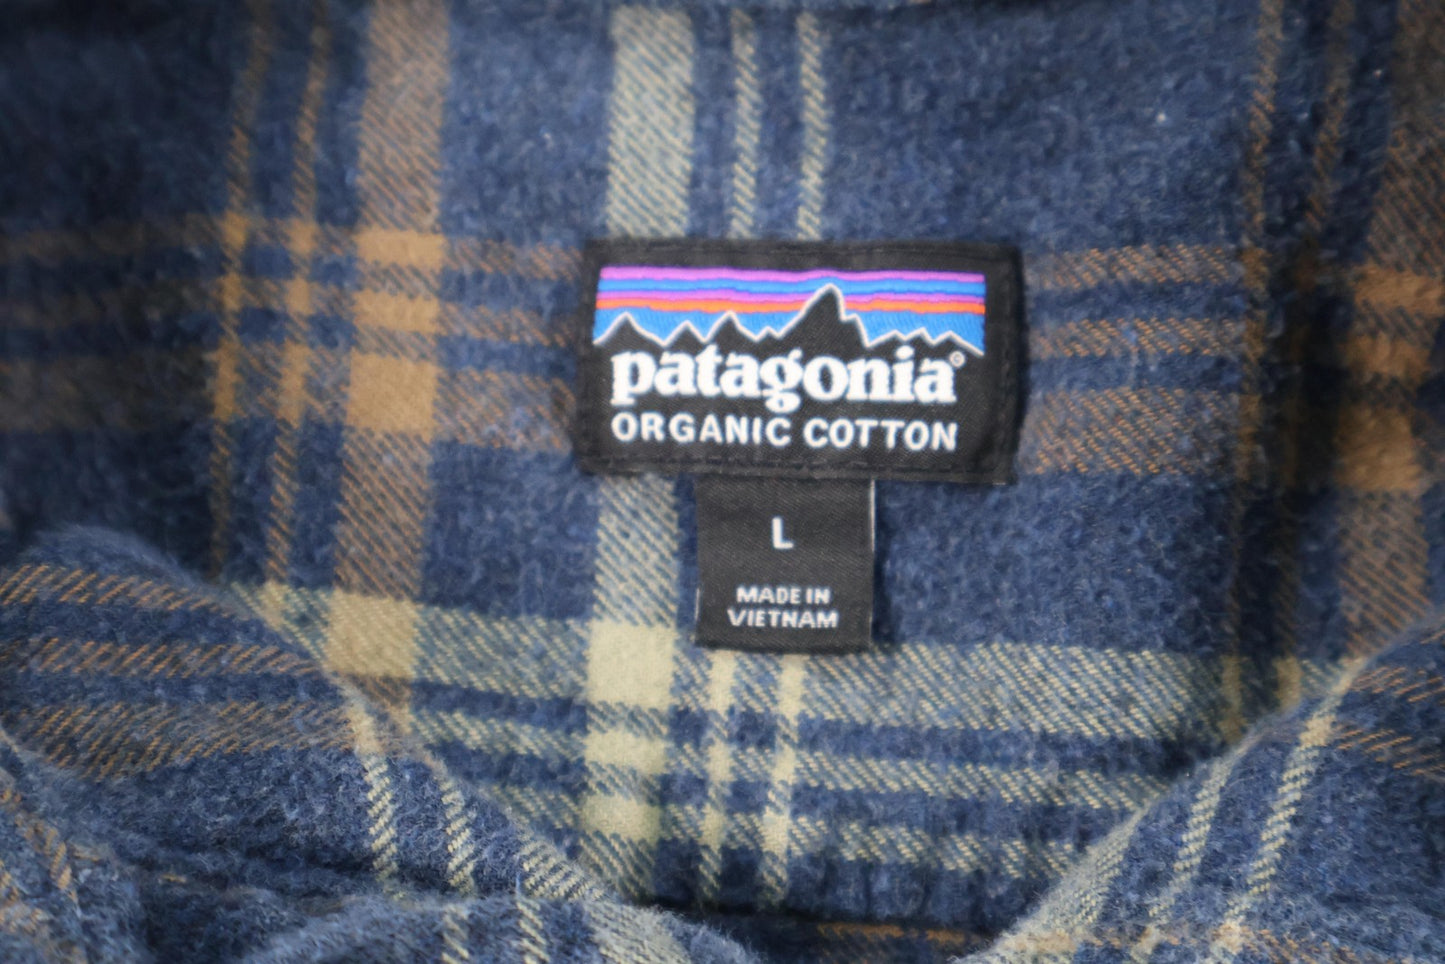 patagonia®
ORGANIC COTTON
L
MADE IN
VIETNAM